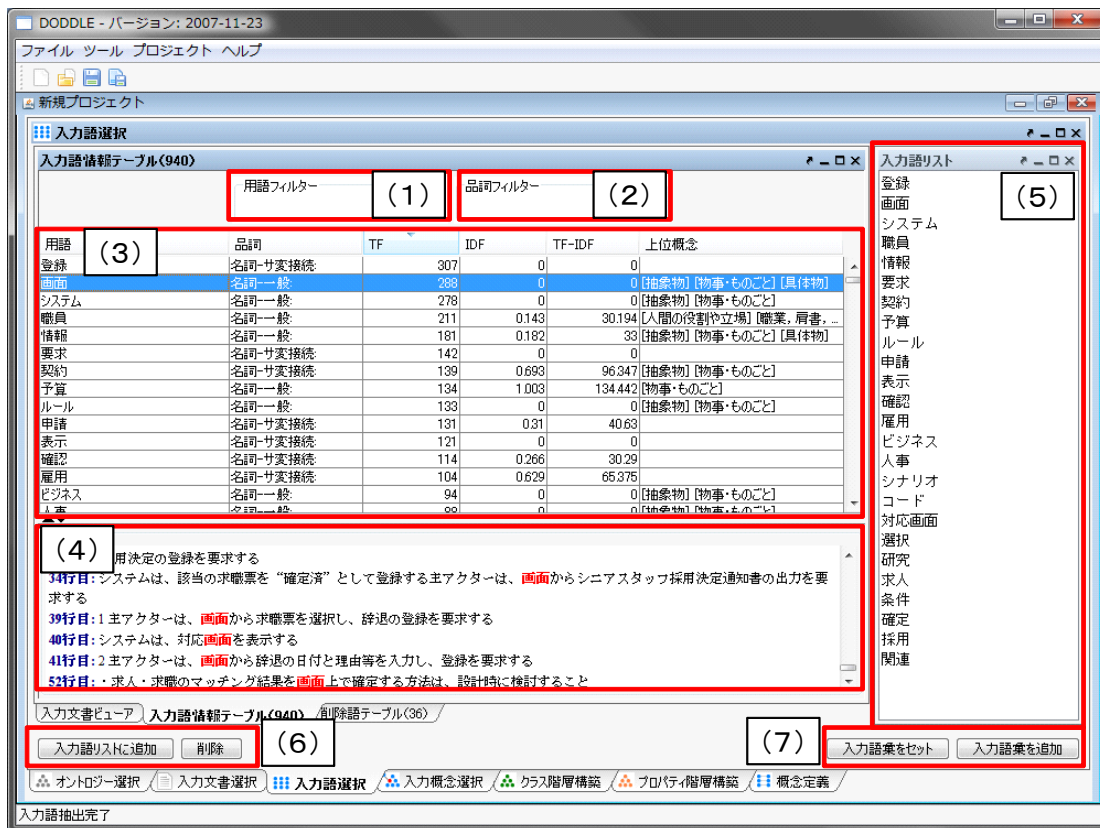 DODDLE - バージョン: 2007-11-23
ファイル ツール プロジェクト ヘルプ
新規プロジェクト
入力語選択
入力語情報テーブル(940)
用語フィルター (1) 品詞フィルター (2)
用語 (3) 品詞 TF IDF TF-IDF 上位概念
登録 名詞-サ変接続: 307 0 0
画面 名詞-一般: 288 0 0 [抽象物] [物事・ものごと] [具体物]
システム 名詞-一般: 278 0 0 [抽象物] [物事・ものごと]
職員 名詞-一般: 211 0.143 30.194 [人間の役割や立場] [職業, 肩書, ...
情報 名詞-一般: 181 0.182 33 [抽象物] [物事・ものごと] [具体物]
要求 名詞-サ変接続: 142 0 0
契約 名詞-サ変接続: 139 0.693 96.347 [抽象物] [物事・ものごと]
予算 名詞-一般: 134 1.003 134.442 [物事・ものごと]
ルール 名詞-一般: 133 0 0 [抽象物] [物事・ものごと]
申請 名詞-サ変接続: 131 0.31 40.63
表示 名詞-サ変接続: 121 0 0
確認 名詞-サ変接続: 114 0.266 30.29
雇用 名詞-サ変接続: 104 0.629 65.375
ビジネス 名詞-一般: 94 0 0 [抽象物] [物事・ものごと]
人事 名詞-一般: 88 0 0 [抽象物] [物事・ものごと]
(4) 用決定の登録を要求する
34行目: システムは、該当の求職票を“確定済”として登録する主アクターは、画面からシニアスタッフ採用決定通知書の出力を要
求する
39行目: 1 主アクターは、画面から求職票を選択し、辞退の登録を要求する
40行目: システムは、対応画面を表示する
41行目: 2 主アクターは、画面から辞退の日付と理由等を入力し、登録を要求する
52行目: ・求人・求職のマッチング結果を画面上で確定する方法は、設計時に検討すること
入力文書ビューア 入力語情報テーブル(940) 削除語テーブル(36)
入力語リストに追加 削除 (6)
入力語リスト
(5)
登録
画面
システム
職員
情報
要求
契約
予算
ルール
申請
表示
確認
雇用
ビジネス
人事
シナリオ
コード
対応画面
選択
研究
求人
条件
確定
採用
関連
(7) 入力語彙をセット 入力語彙を追加
オントロジー選択 入力文書選択 入力語選択 入力概念選択 クラス階層構築 プロパティ階層構築 概念定義
入力語抽出完了